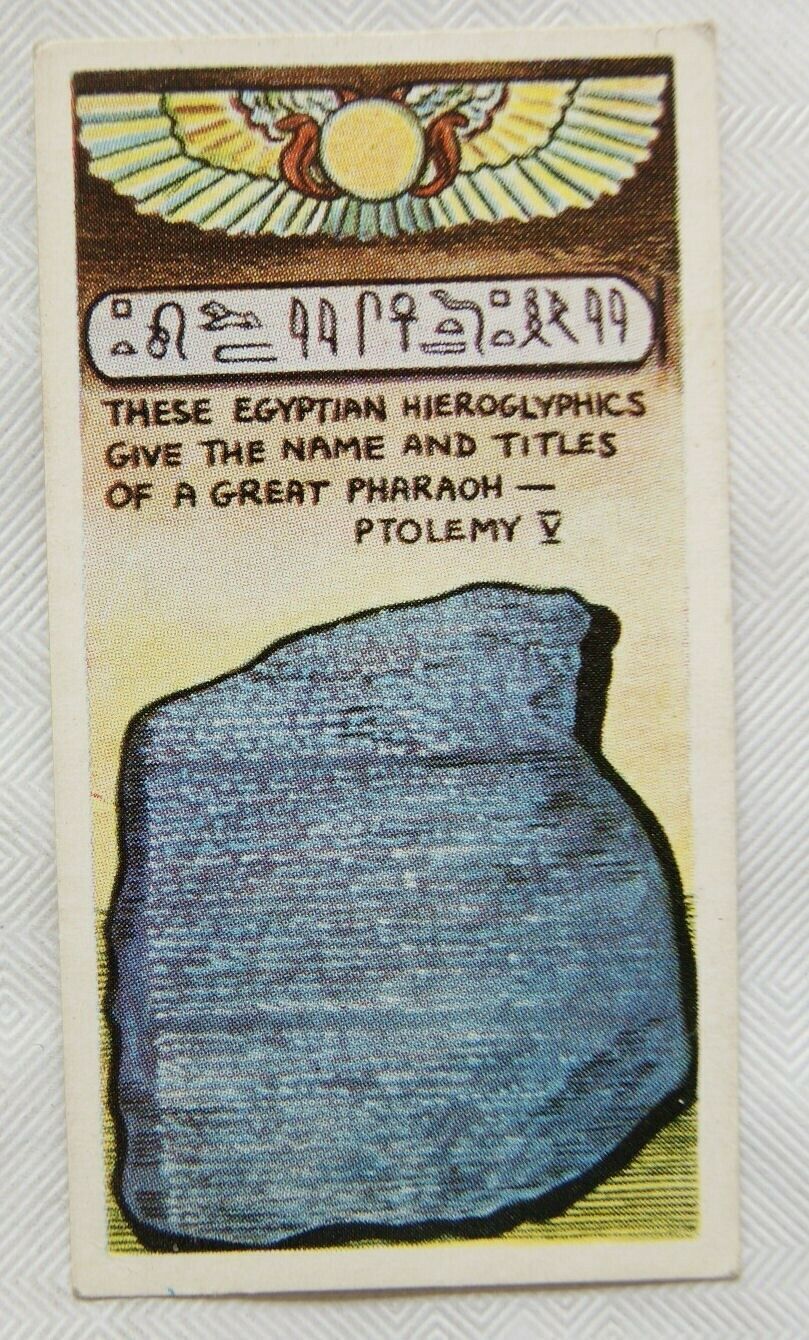 THESE EGYPTIAN HIEROGLYPHICS
GIVE THE NAME AND TITLES
OF A GREAT PHARAOH —
PTOLEMY V